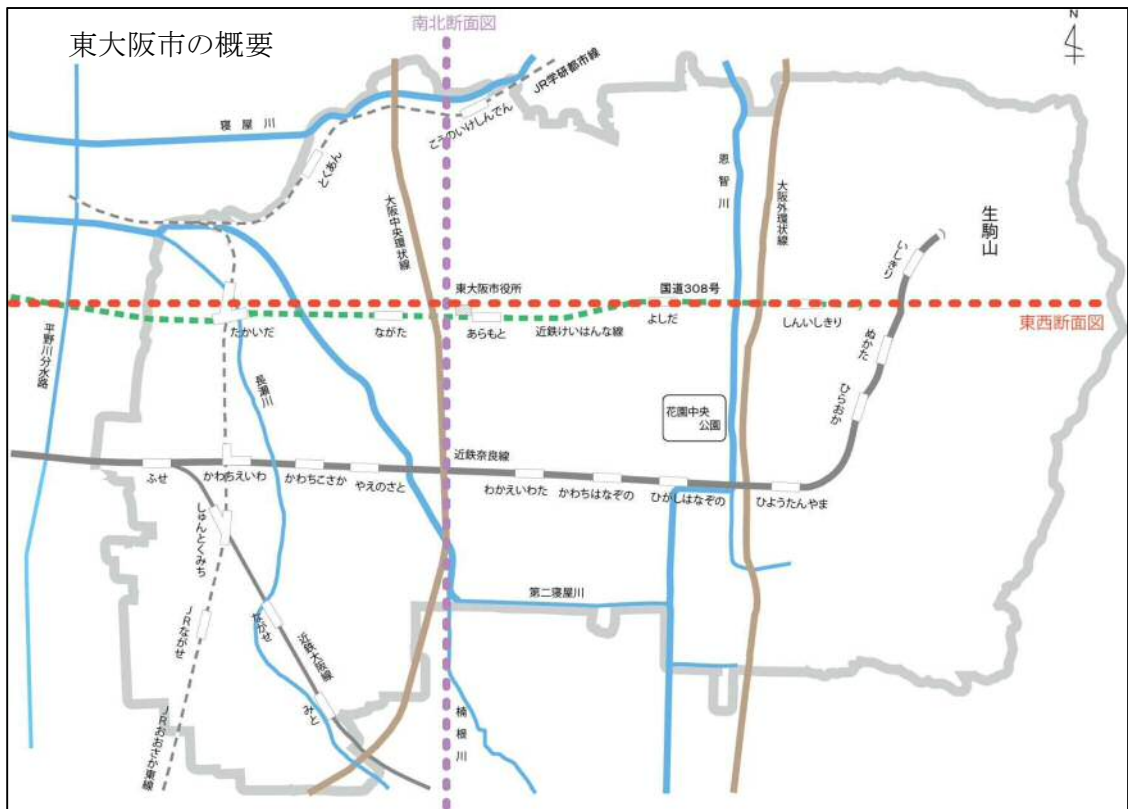 南北断面図
東大阪市の概要
N
JR学研都市線
こうのいけしんでん
寝屋川
とくあん
恩智川
大阪中央環状線
大阪外環状線
生駒山
いしきり
東大阪市役所
国道308号
たかいだ
ながた
あらもと
近鉄けいはんな線
よしだ
しんいしきり
東西断面図
平野川分水路
ぬかた
長瀬川
ひらおか
花園中央
公園
近鉄奈良線
ふせ
かわちえいわ
かわちこさか
やえのさと
わかえいわた
かわちはなぞの
ひがしはなぞの
ひようたんやま
しゅんとくみち
第二寝屋川
JRながせ
ながせ
近鉄大阪線
みと
楠根川
JRおおさか東線